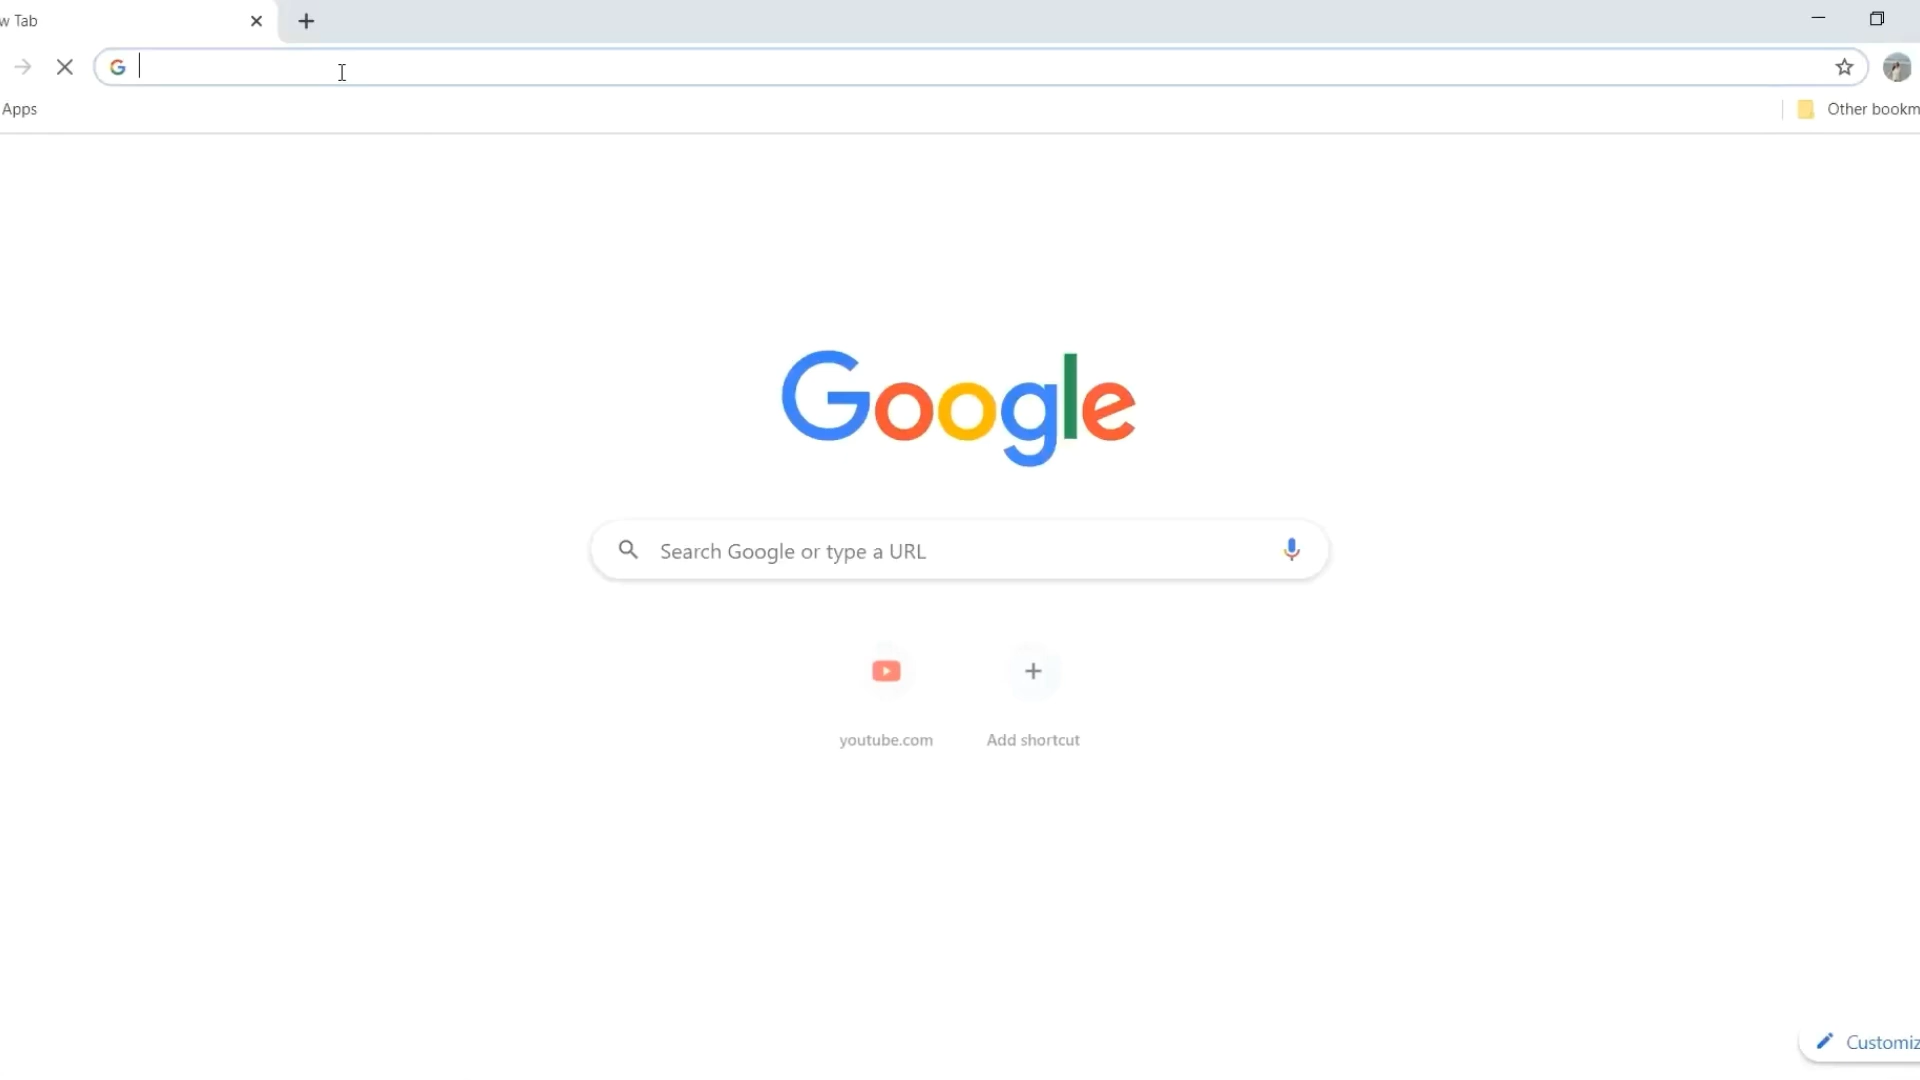 w Tab
Apps
Other bookm
Google
Search Google or type a URL
youtube.com
Add shortcut
Customiz